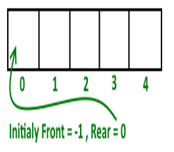 0 1 2 3 4
Initialy Front = -1 , Rear = 0